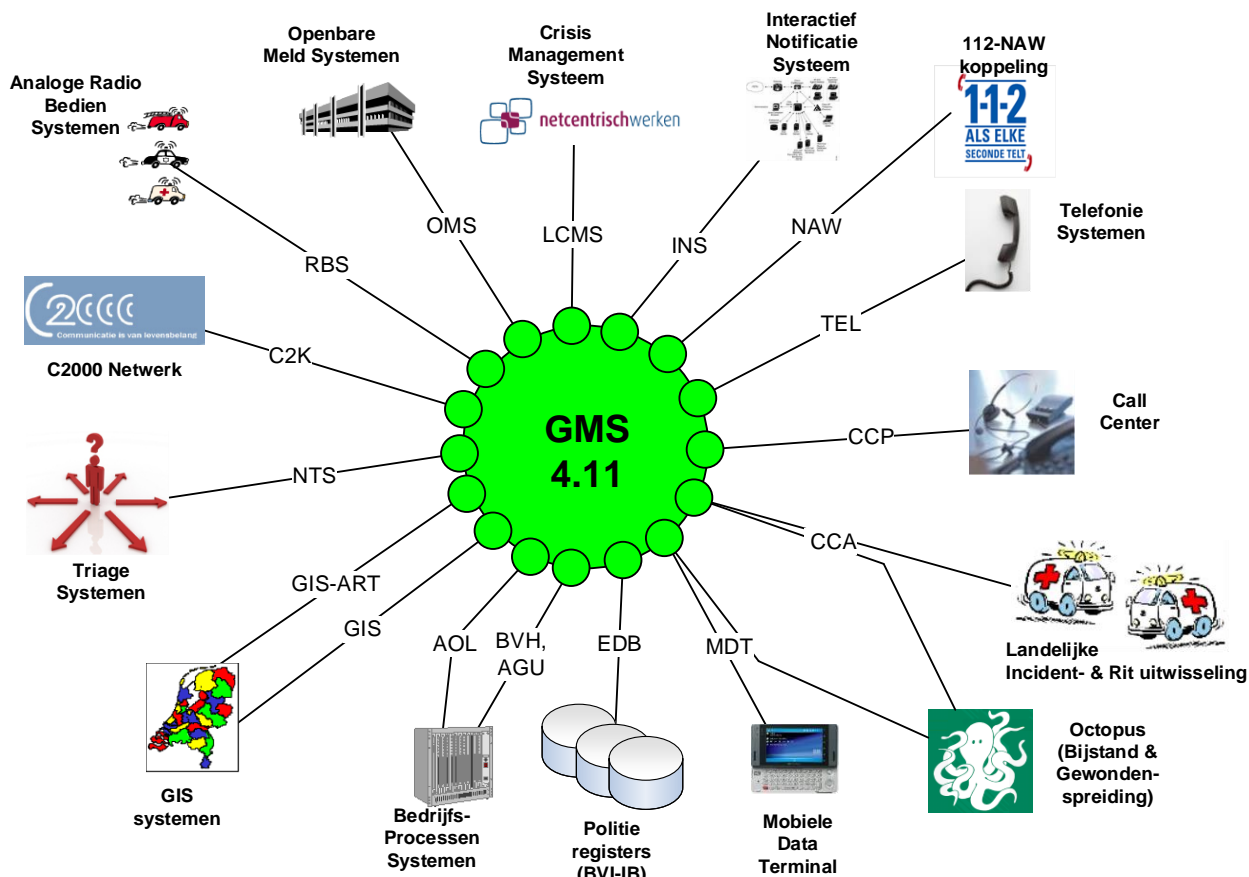 Openbare
Meld Systemen
Crisis
Management
Systeem
Interactief
Notificatie
Systeem
112-NAW
koppeling
Analoge Radio
Bedien
Systemen
netcentrischwerken
1-1-2
ALS ELKE
SECONDE TELT
Telefonie
Systemen
OMS
LCMS
INS
NAW
RBS
TEL
C2000
Communicatie is van levensbelang
C2000 Netwerk
C2K
GMS
4.11
CCP
Call
Center
?
NTS
Triage
Systemen
CCA
GIS-ART
GIS
AOL
BVH,
AGU
EDB
MDT
Landelijke
Incident- & Rit uitwisseling
GIS
systemen
Bedrijfs-
Processen
Systemen
Politie
registers
(BVI-IB)
Mobiele
Data
Terminal
Octopus
(Bijstand &
Gewonden-
spreiding)